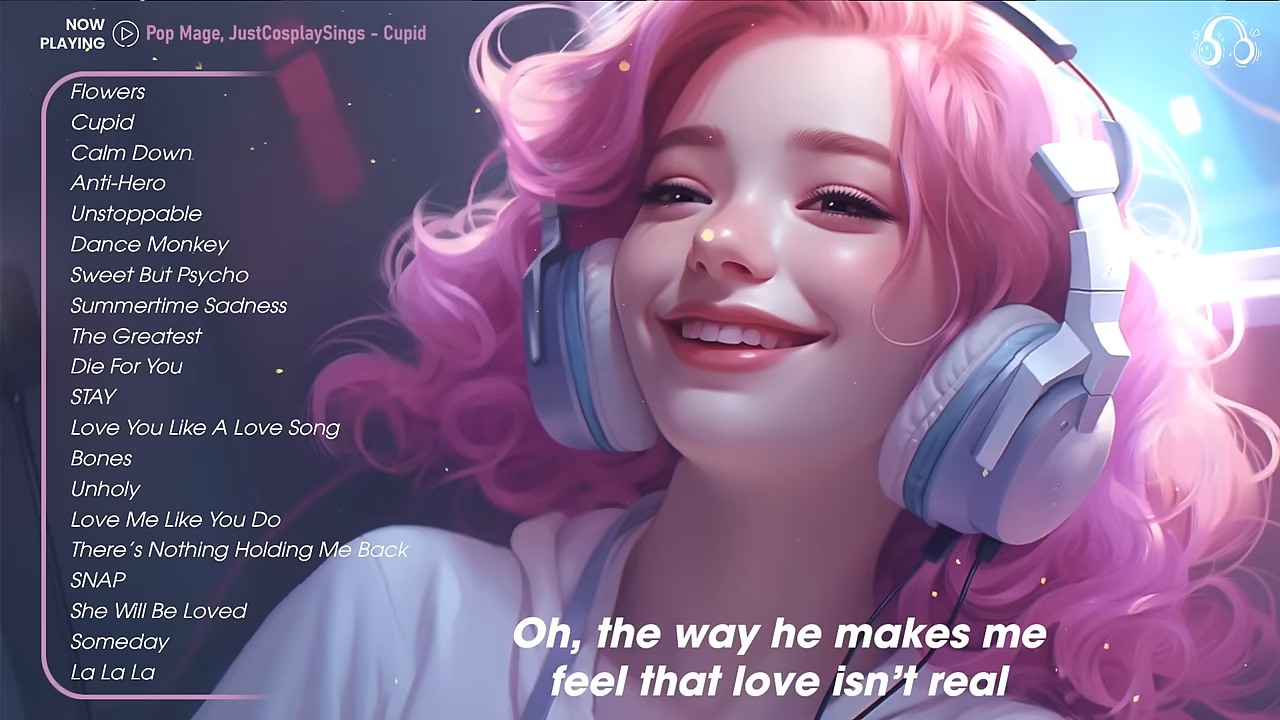 NOW
PLAYING
Pop Mage, JustCosplaySings - Cupid
Flowers
Cupid
Calm Down
Anti-Hero
Unstoppable
Dance Monkey
Sweet But Psycho
Summertime Sadness
The Greatest
Die For You
STAY
Love You Like A Love Song
Bones
Unholy
Love Me Like You Do
There's Nothing Holding Me Back
SNAP
She Will Be Loved
Someday
La La La
Oh, the way he makes me
feel that love isn't real